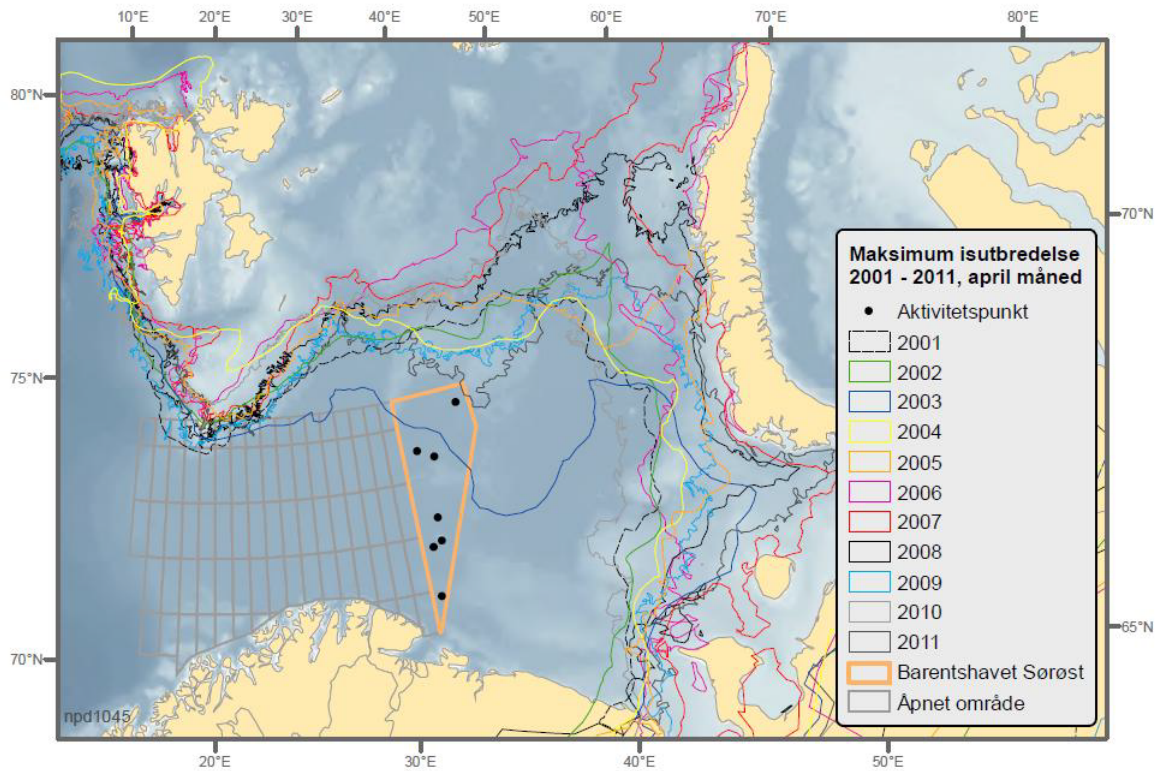 10°E 20°E 30°E 40°E 50°E 60°E 70°E 80°E
80°N
70°N
75°N
65°N
70°N
Maksimum isutbredelse
2001 - 2011, april måned
Aktivitetspunkt
2001
2002
2003
2004
2005
2006
2007
2008
2009
2010
2011
Barentshavet Sørøst
Åpnet område
npd1045
20°E 30°E 40°E 50°E